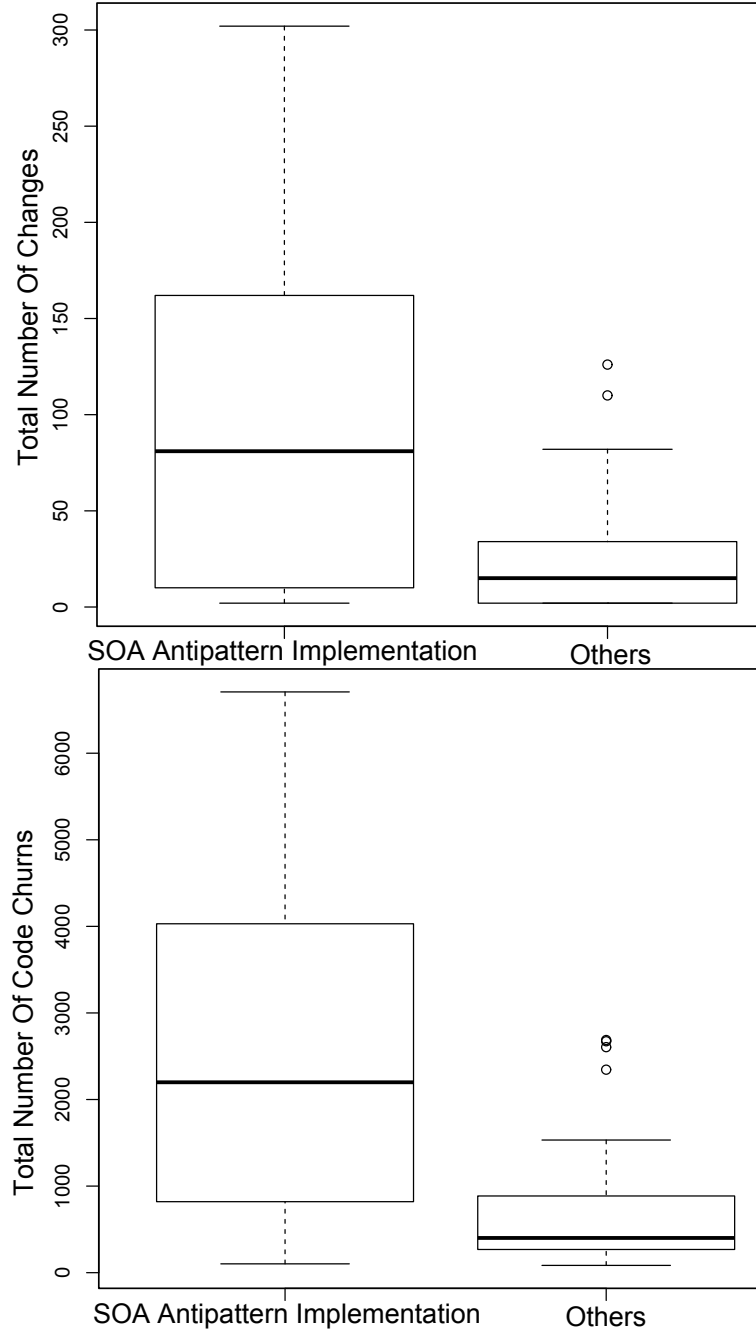 Total Number Of Changes
300
250
200
150
100
50
0
SOA Antipattern Implementation
Others
Total Number Of Code Churns
6000
5000
4000
3000
2000
1000
0
SOA Antipattern Implementation
Others